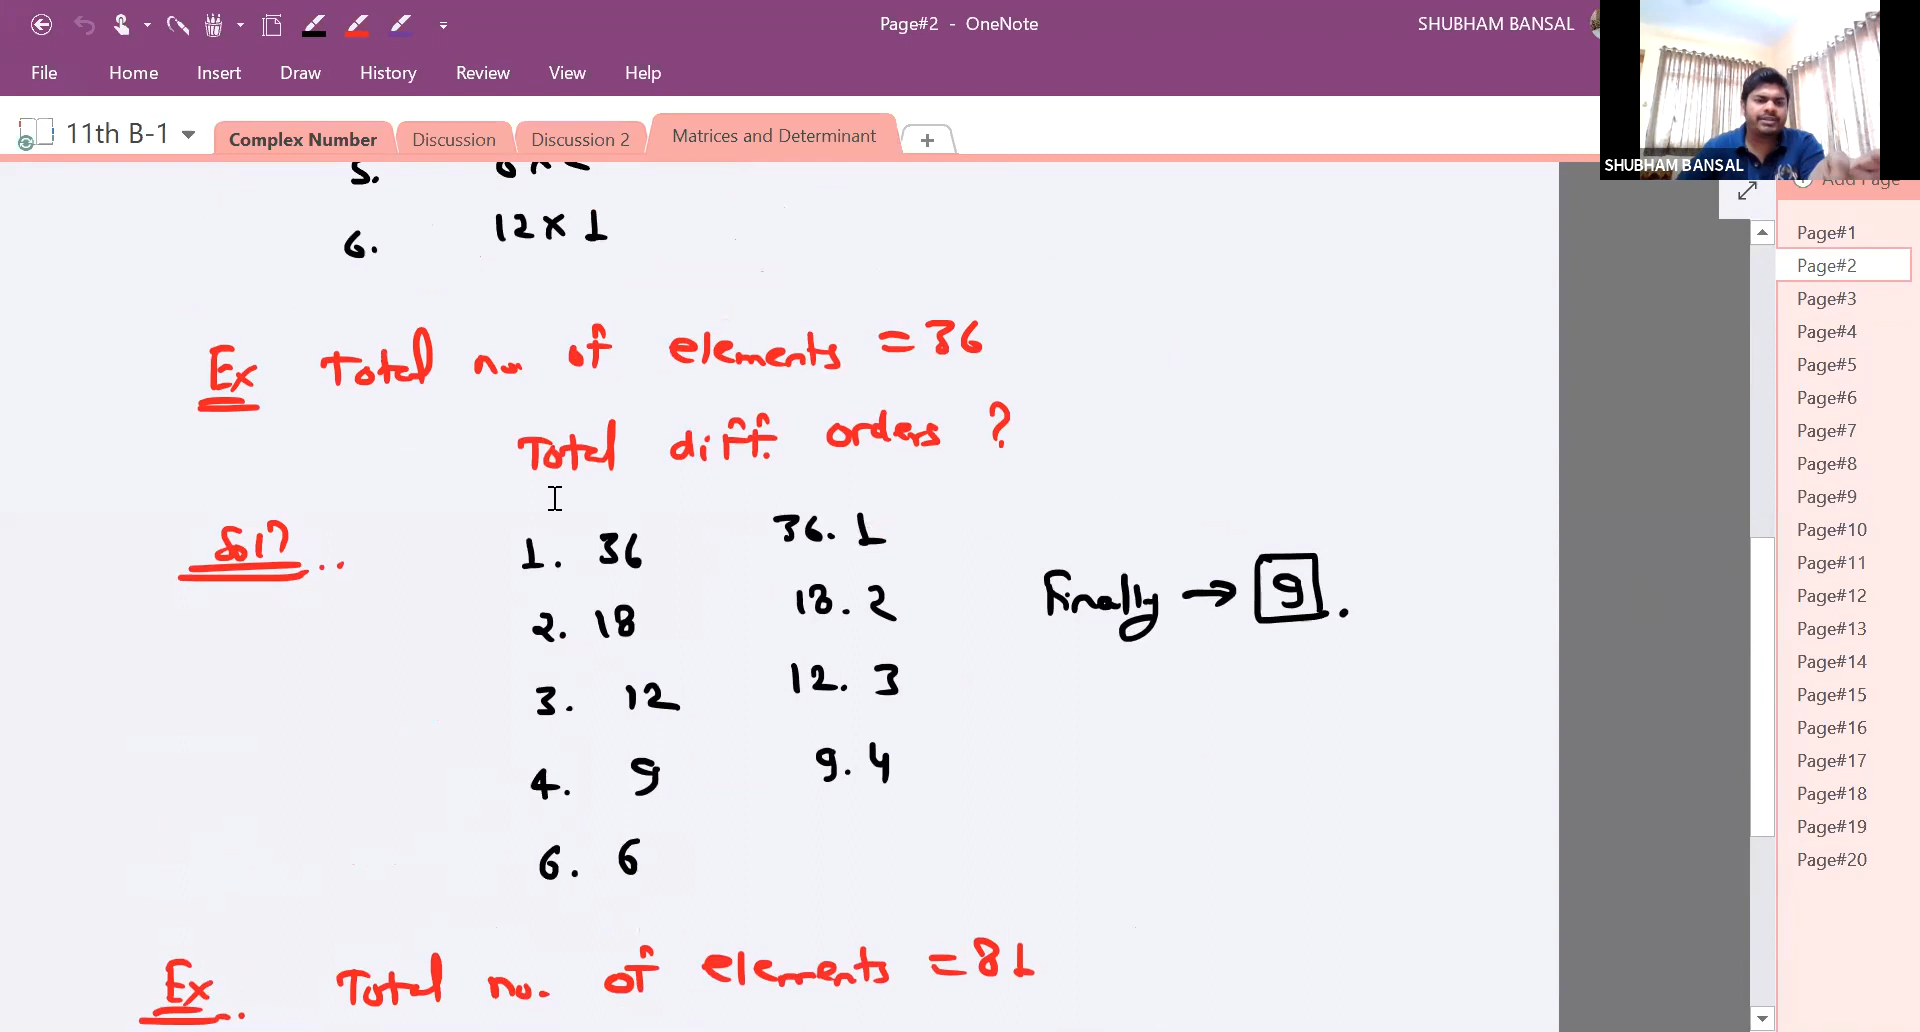 Page#2 - OneNote
SHUBHAM BANSAL
File Home Insert Draw History Review View Help
11th B-1
Complex Number
Discussion
Discussion 2
Matrices and Determinant
SHUBHAM BANSAL
Add Page
Page#1
Page#2
Page#3
Page#4
Page#5
Page#6
Page#7
Page#8
Page#9
Page#10
Page#11
Page#12
Page#13
Page#14
Page#15
Page#16
Page#17
Page#18
Page#19
Page#20
5.
6. 12 × 1
Ex Total no. of elements = 36
Total diff. orders ?
Sol?
1. 36 36. 1
2. 18 18. 2
3. 12 12. 3
4. 9 9. 4
6. 6
Finally → 9.
Ex. Total no. of elements = 81